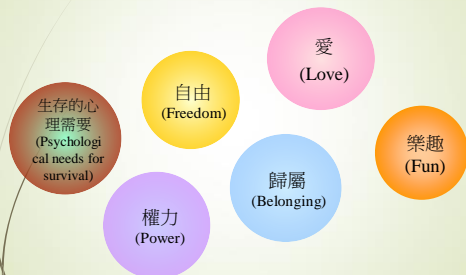 生存的心
理需要
(Psychologi
cal needs for
survival)
自由
(Freedom)
愛
(Love)
權力
(Power)
歸屬
(Belonging)
樂趣
(Fun)